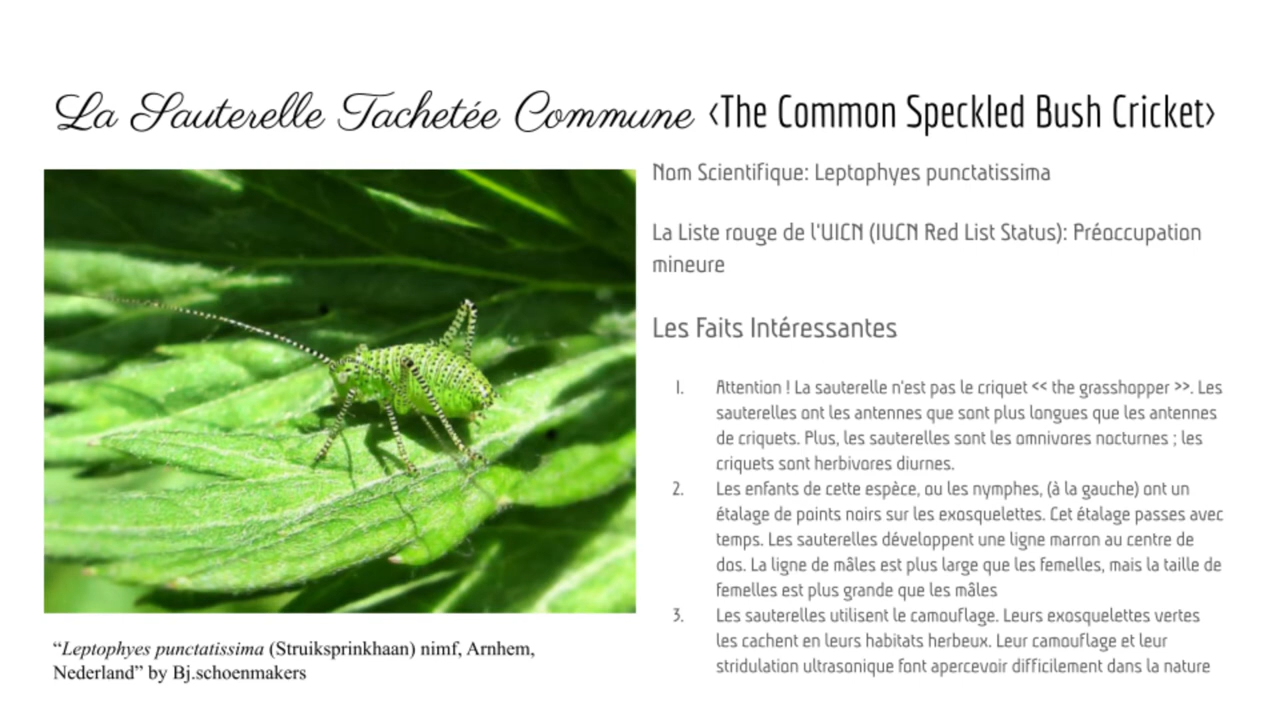 La Sauterelle Tachetée Commune <The Common Speckled Bush Cricket>
Nom Scientifique: Leptophyes punctatissima
La Liste rouge de l'UICN (IUCN Red List Status): Préoccupation
mineure
Les Faits Intéressantes
1. Attention ! La sauterelle n'est pas le criquet << the grasshopper >>. Les
sauterelles ont les antennes que sont plus longues que les antennes
de criquets. Plus, les sauterelles sont les omnivores nocturnes ; les
criquets sont herbivores diurnes.
2. Les enfants de cette espèce, ou les nymphes, (à la gauche) ont un
étalage de points noirs sur les exosquelettes. Cet étalage passes avec
temps. Les sauterelles développent une ligne marron au centre de
dos. La ligne de mâles est plus large que les femelles, mais la taille de
femelles est plus grande que les mâles
3. Les sauterelles utilisent le camouflage. Leurs exosquelettes vertes
les cachent en leurs habitats herbeux. Leur camouflage et leur
stridulation ultrasonique font apercevoir difficilement dans la nature
“Leptophyes punctatissima (Struiksprinkhaan) nimf, Arnhem,
Nederland” by Bj.schoenmakers